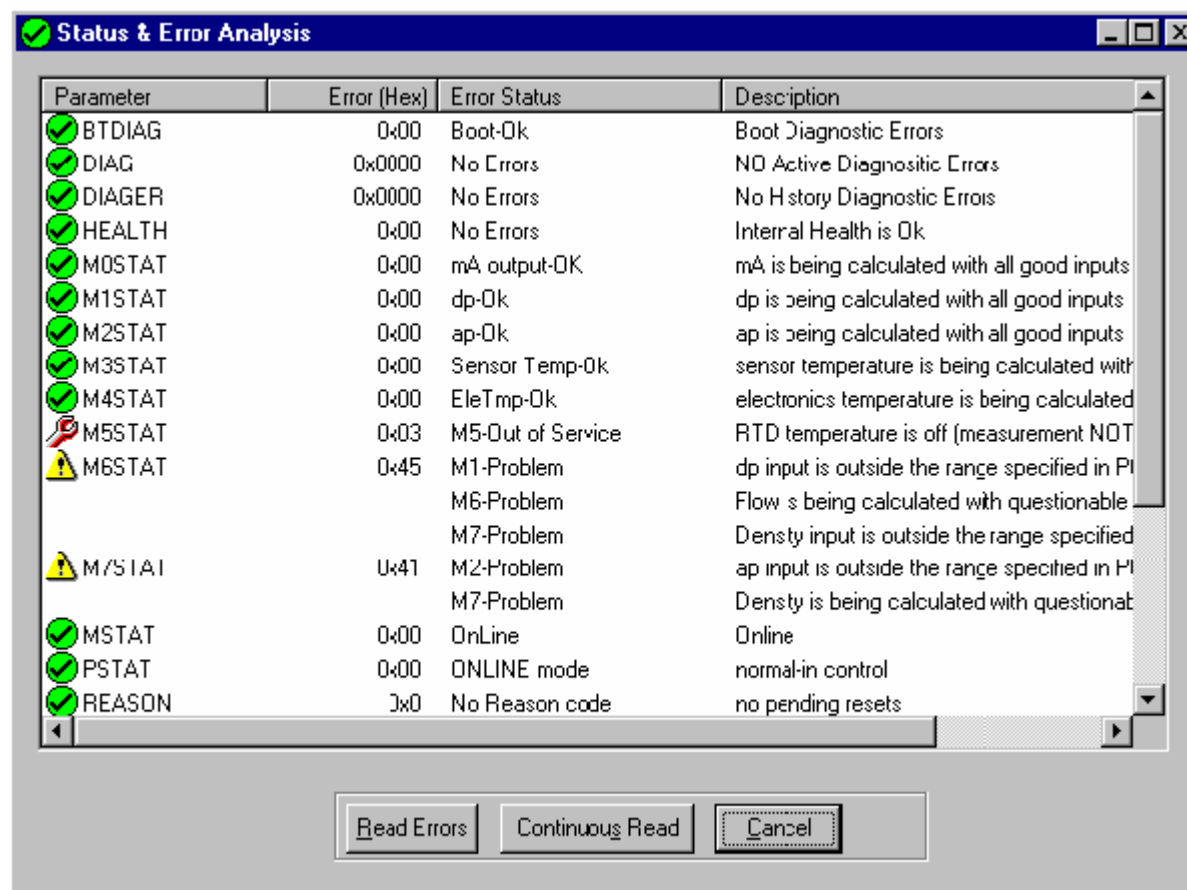 Status & Error Analysis
Parameter Error (Hex) Error Status Description
BTDIAG 0x00 Boot-Ok Boot Diagnostic Errors
DIAG 0x0000 No Errors NO Active Diagnositic Errors
DIAGER 0x0000 No Errors No History Diagnostic Errors
HEALTH 0x00 No Errors Internal Health is Ok
M0STAT 0x00 mA output-OK mA is being calculated with all good inputs
M1STAT 0x00 dp-Ok dp is being calculated with all good inputs
M2STAT 0x00 ap-Ok ap is being calculated with all good inputs
M3STAT 0x00 Sensor Temp-Ok sensor temperature is being calculated with
M4STAT 0x00 EleTmp-Ok electronics temperature is being calculated
M5STAT 0x03 M5-Out of Service RTD temperature is off (measurement NOT
M6STAT 0x45 M1-Problem dp input is outside the range specified in
M6-Problem Flow is being calculated with questionable
M7-Problem Densty input is outside the range specified
M7STAT 0x41 M2-Problem ap input is outside the range specified in
M7-Problem Densty is being calculated with
MSTAT 0x00 OnLine Online
PSTAT 0x00 ONLINE mode normal-in control
REASON 0x0 No Reason code no pending resets
Read Errors Continuous Read Cancel